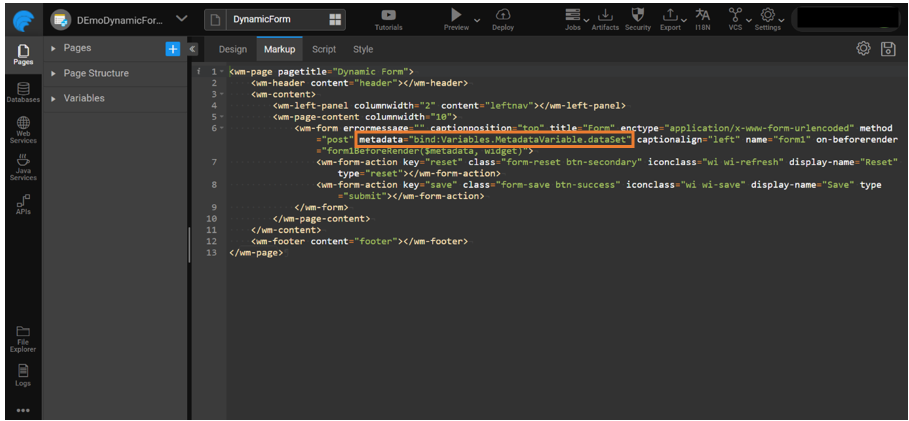 DEmoDynamicFor...
DynamicForm
Tutorials
Preview
Deploy
Jobs
Artifacts
Security
Export
I18N
VCS
Settings
Pages
Databases
Web
Services
Java
Services
APIs
File
Explorer
Logs
Pages
Page Structure
Variables
Design
Markup
Script
Style
i 1 <wm-page pagetitle="Dynamic Form">
2 <wm-header content="header"></wm-header>
3 <wm-content>
4 <wm-left-panel columnwidth="2" content="leftnav"></wm-left-panel>
5 <wm-page-content columnwidth="10">
6 <wm-form errormessage="" captionposition="top" title="Form" enctype="application/x-www-form-urlencoded" method
="post" metadata="bind:Variables.MetadataVariable.dataSet" captionalign="left" name="form1" on-beforerender
="form1BeforeRender($metadata, widget)">
7 <wm-form-action key="reset" class="form-reset btn-secondary" iconclass="wi wi-refresh" display-name="Reset"
type="reset"></wm-form-action>
8 <wm-form-action key="save" class="form-save btn-success" iconclass="wi wi-save" display-name="Save" type
="submit"></wm-form-action>
9 </wm-form>
10 </wm-page-content>
11 </wm-content>
12 <wm-footer content="footer"></wm-footer>
13 </wm-page>